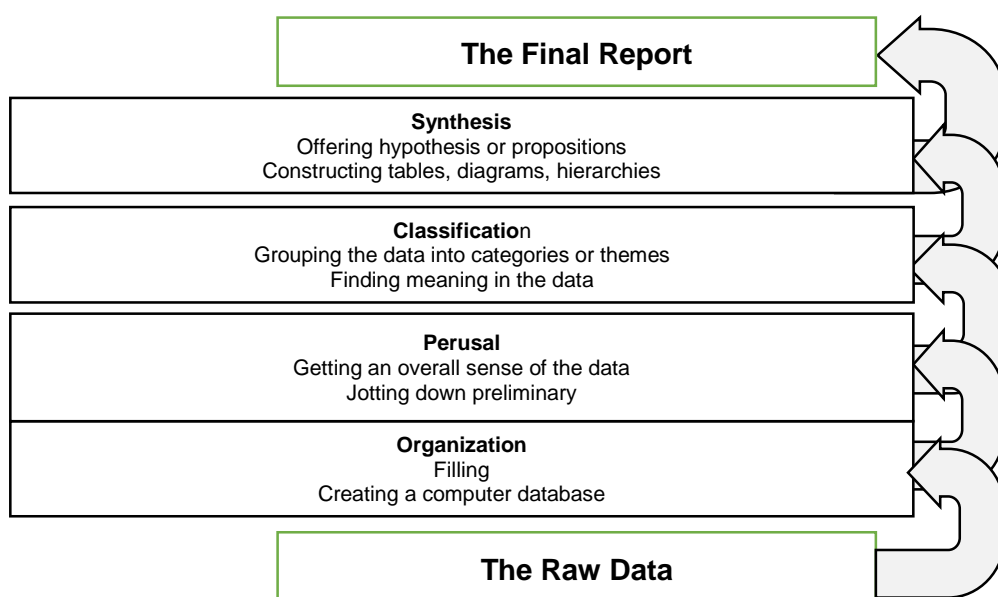 The Final Report
Synthesis
Offering hypothesis or propositions
Constructing tables, diagrams, hierarchies
Classification
Grouping the data into categories or themes
Finding meaning in the data
Perusal
Getting an overall sense of the data
Jotting down preliminary
Organization
Filling
Creating a computer database
The Raw Data